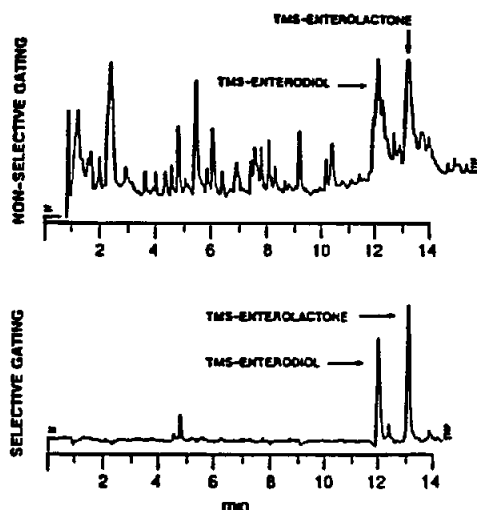 TMS-ENTEROLACTONE
TMS-ENTERODIOL
NON-SELECTIVE GATING
2 4 6 8 10 12 14
TMS-ENTEROLACTONE
TMS-ENTERODIOL
SELECTIVE GATING
2 4 6 8 10 12 14
min